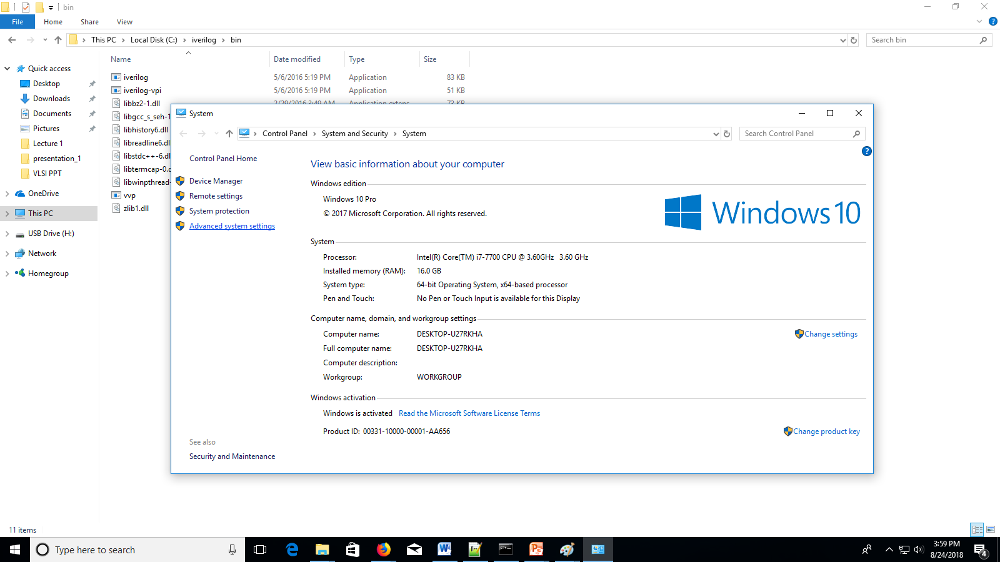 bin
File Home Share View
This PC Local Disk (C:) iverilog bin
Search bin
Name Date modified Type Size
Quick access
Desktop
Downloads
Documents
Pictures
Lecture 1
presentation_1
VLSI PPT
OneDrive
This PC
USB Drive (H:)
Network
Homegroup
iverilog 5/6/2016 5:19 PM Application 83 KB
iverilog-vpi 5/6/2016 5:19 PM Application 51 KB
libbz2-1.dll 2/29/2016 3:49 AM Application extens 73 KB
libgcc_s_seh-1
libhistory6.dll
libreadline6.dl
libstdc++-6.dl
libtermcap-0.d
libwinpthread-
vvp
zlib1.dll
System
Control Panel System and Security System
Search Control Panel
Control Panel Home
Device Manager
Remote settings
System protection
Advanced system settings
See also
Security and Maintenance
View basic information about your computer
Windows edition
Windows 10 Pro
© 2017 Microsoft Corporation. All rights reserved.
Windows 10
System
Processor: Intel(R) Core(TM) i7-7700 CPU @ 3.60GHz 3.60 GHz
Installed memory (RAM): 16.0 GB
System type: 64-bit Operating System, x64-based processor
Pen and Touch: No Pen or Touch Input is available for this Display
Computer name, domain, and workgroup settings
Computer name: DESKTOP-U27RKHA
Change settings
Full computer name: DESKTOP-U27RKHA
Computer description:
Workgroup: WORKGROUP
Windows activation
Windows is activated Read the Microsoft Software License Terms
Product ID: 00331-10000-00001-AA656
Change product key
11 items
Type here to search
3:59 PM
8/24/2018
4